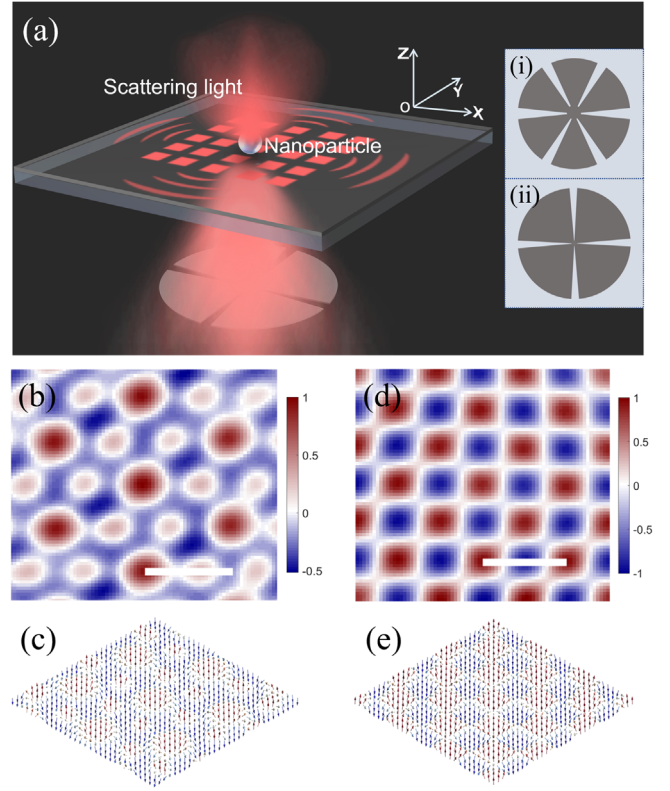 (a)
Scattering light
Nanoparticle
Z
Y
O
X
(i)
(ii)
(b)
1
0.5
0
-0.5
(d)
1
0.5
0
-0.5
-1
(c)
(e)